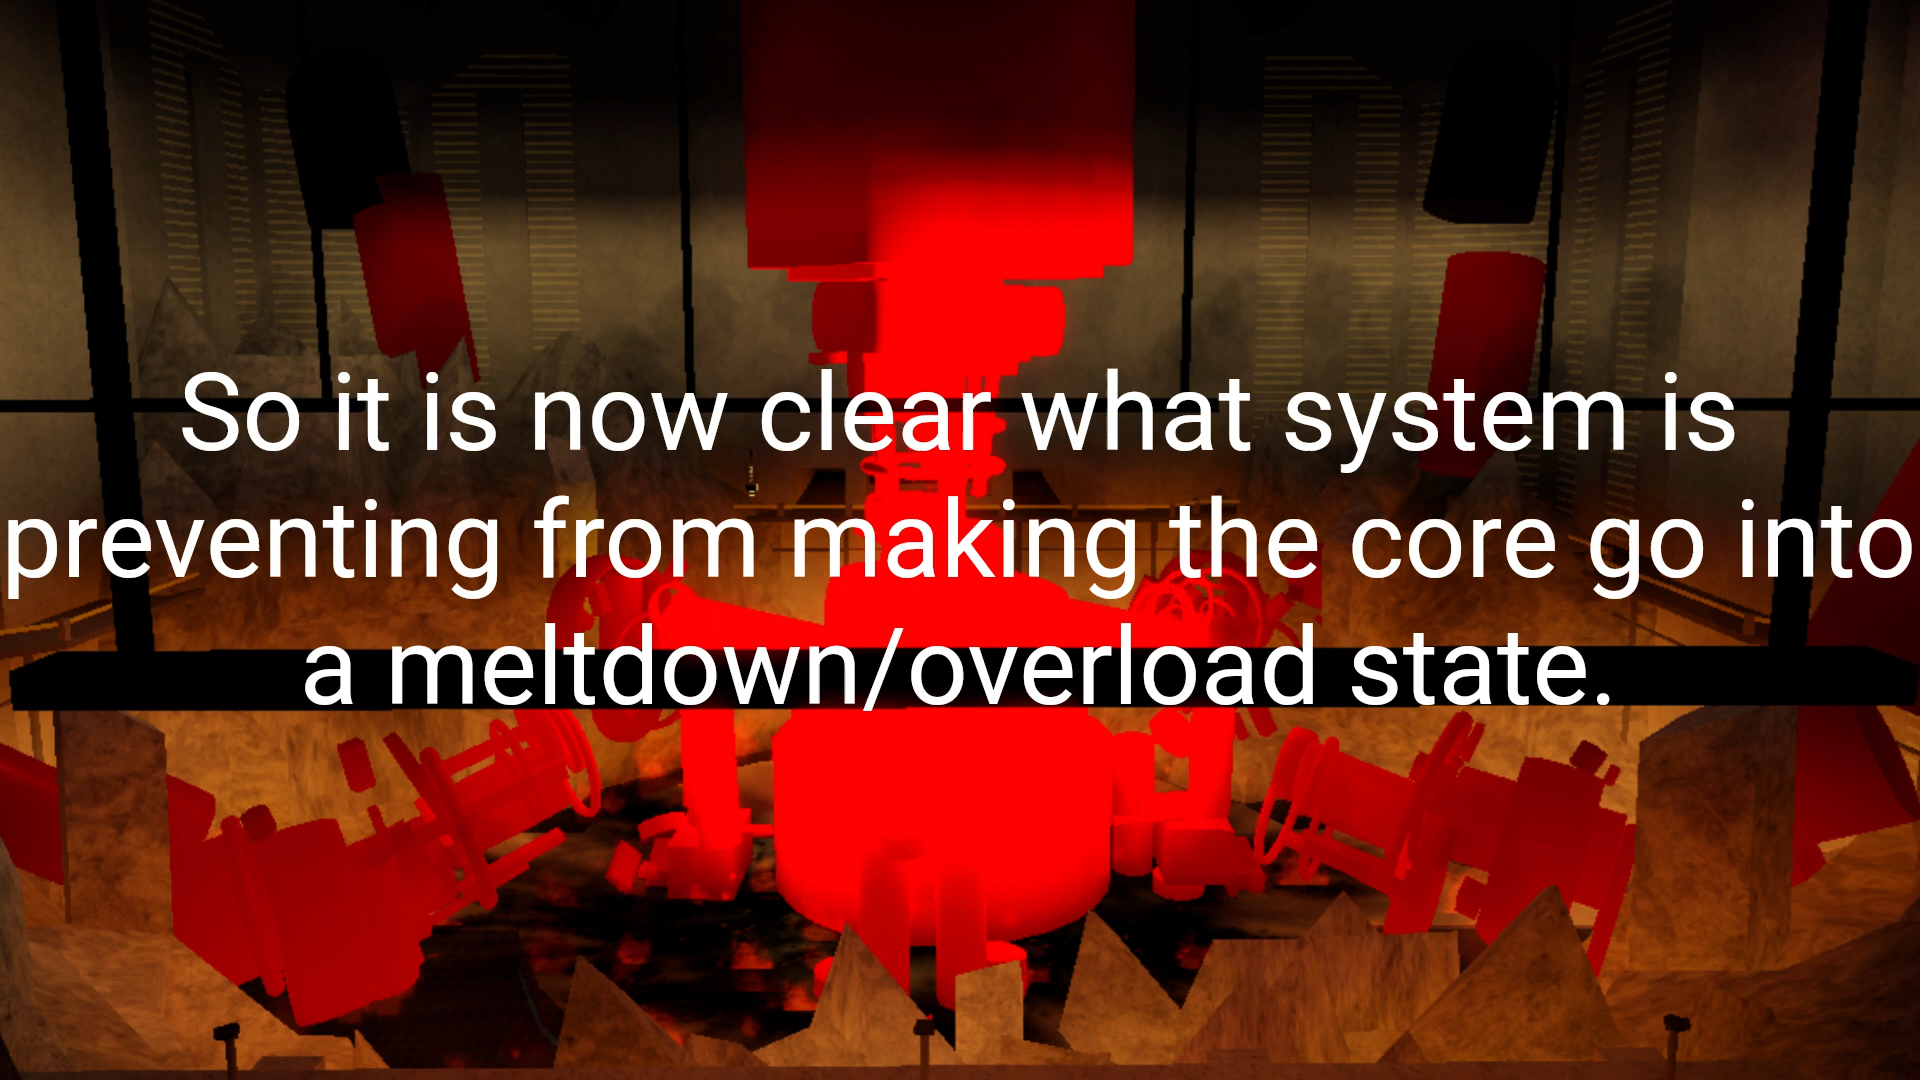 So it is now clear what system is
preventing from making the core go into
a meltdown/overload state.